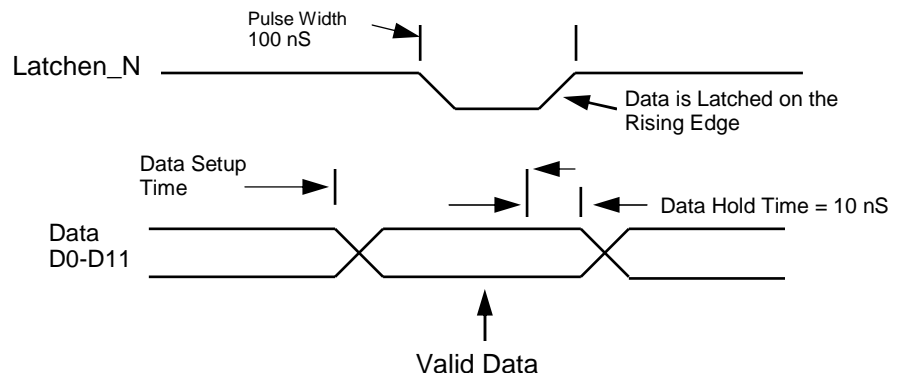 Pulse Width
100 nS
Latchen_N
Data is Latched on the
Rising Edge
Data Setup
Time
Data Hold Time = 10 nS
Data
D0-D11
Valid Data